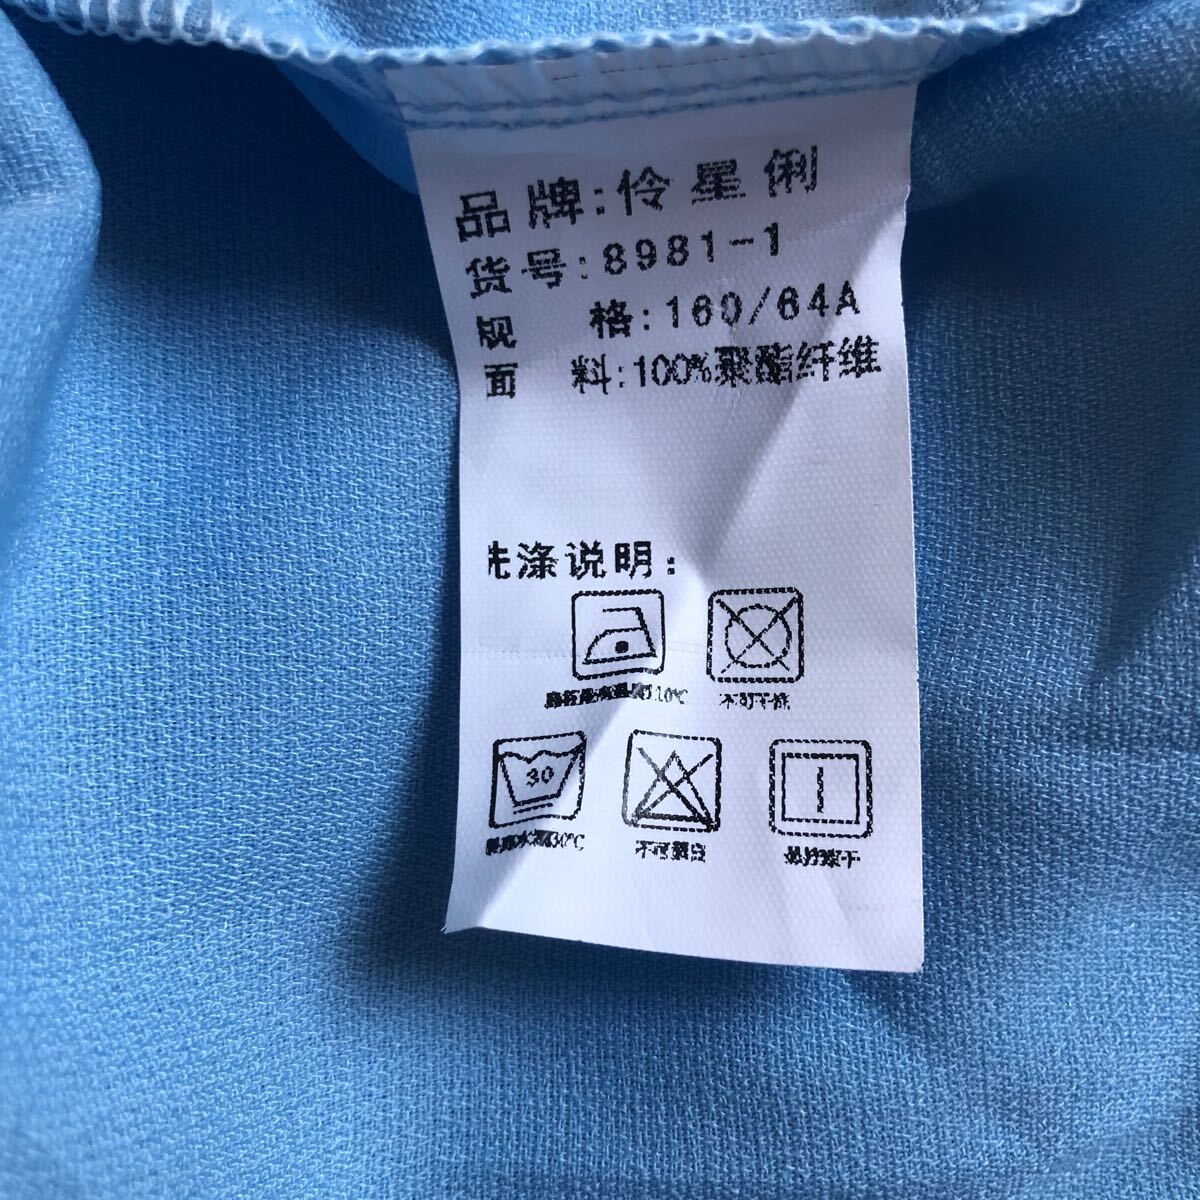 品牌:伶星俐
货号:8981-1
规 格:160/64A
面 料:100%聚酯纤维
洗涤说明:
不可干洗
30
不可漂白
悬挂晾干